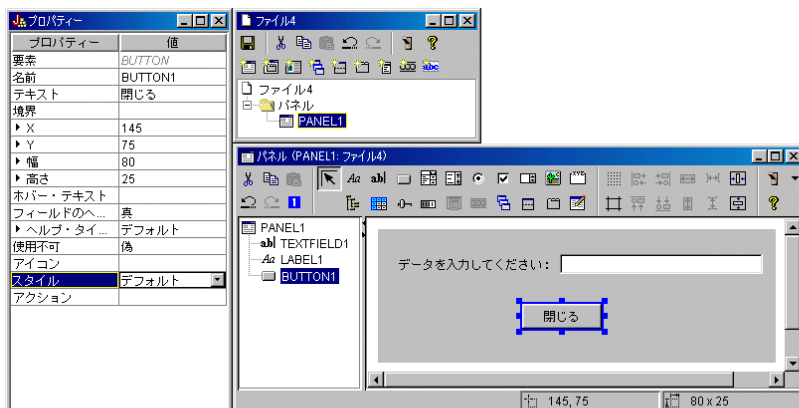 プロパティー
プロパティー 値
要素 BUTTON
名前 BUTTON1
テキスト 閉じる
境界
X 145
Y 75
幅 80
高さ 25
ホバー・テキスト
フィールドのヘ... 真
ヘルプ・タイ... デフォルト
使用不可 偽
アイコン
スタイル デフォルト
アクション
ファイル4
abc
ファイル4
パネル
PANEL1
パネル (PANEL1: ファイル4)
Aa ab XYZ
1
PANEL1
ab TEXTFIELD1
Aa LABEL1
BUTTON1
データを入力してください:
閉じる
145,75 80 x 25